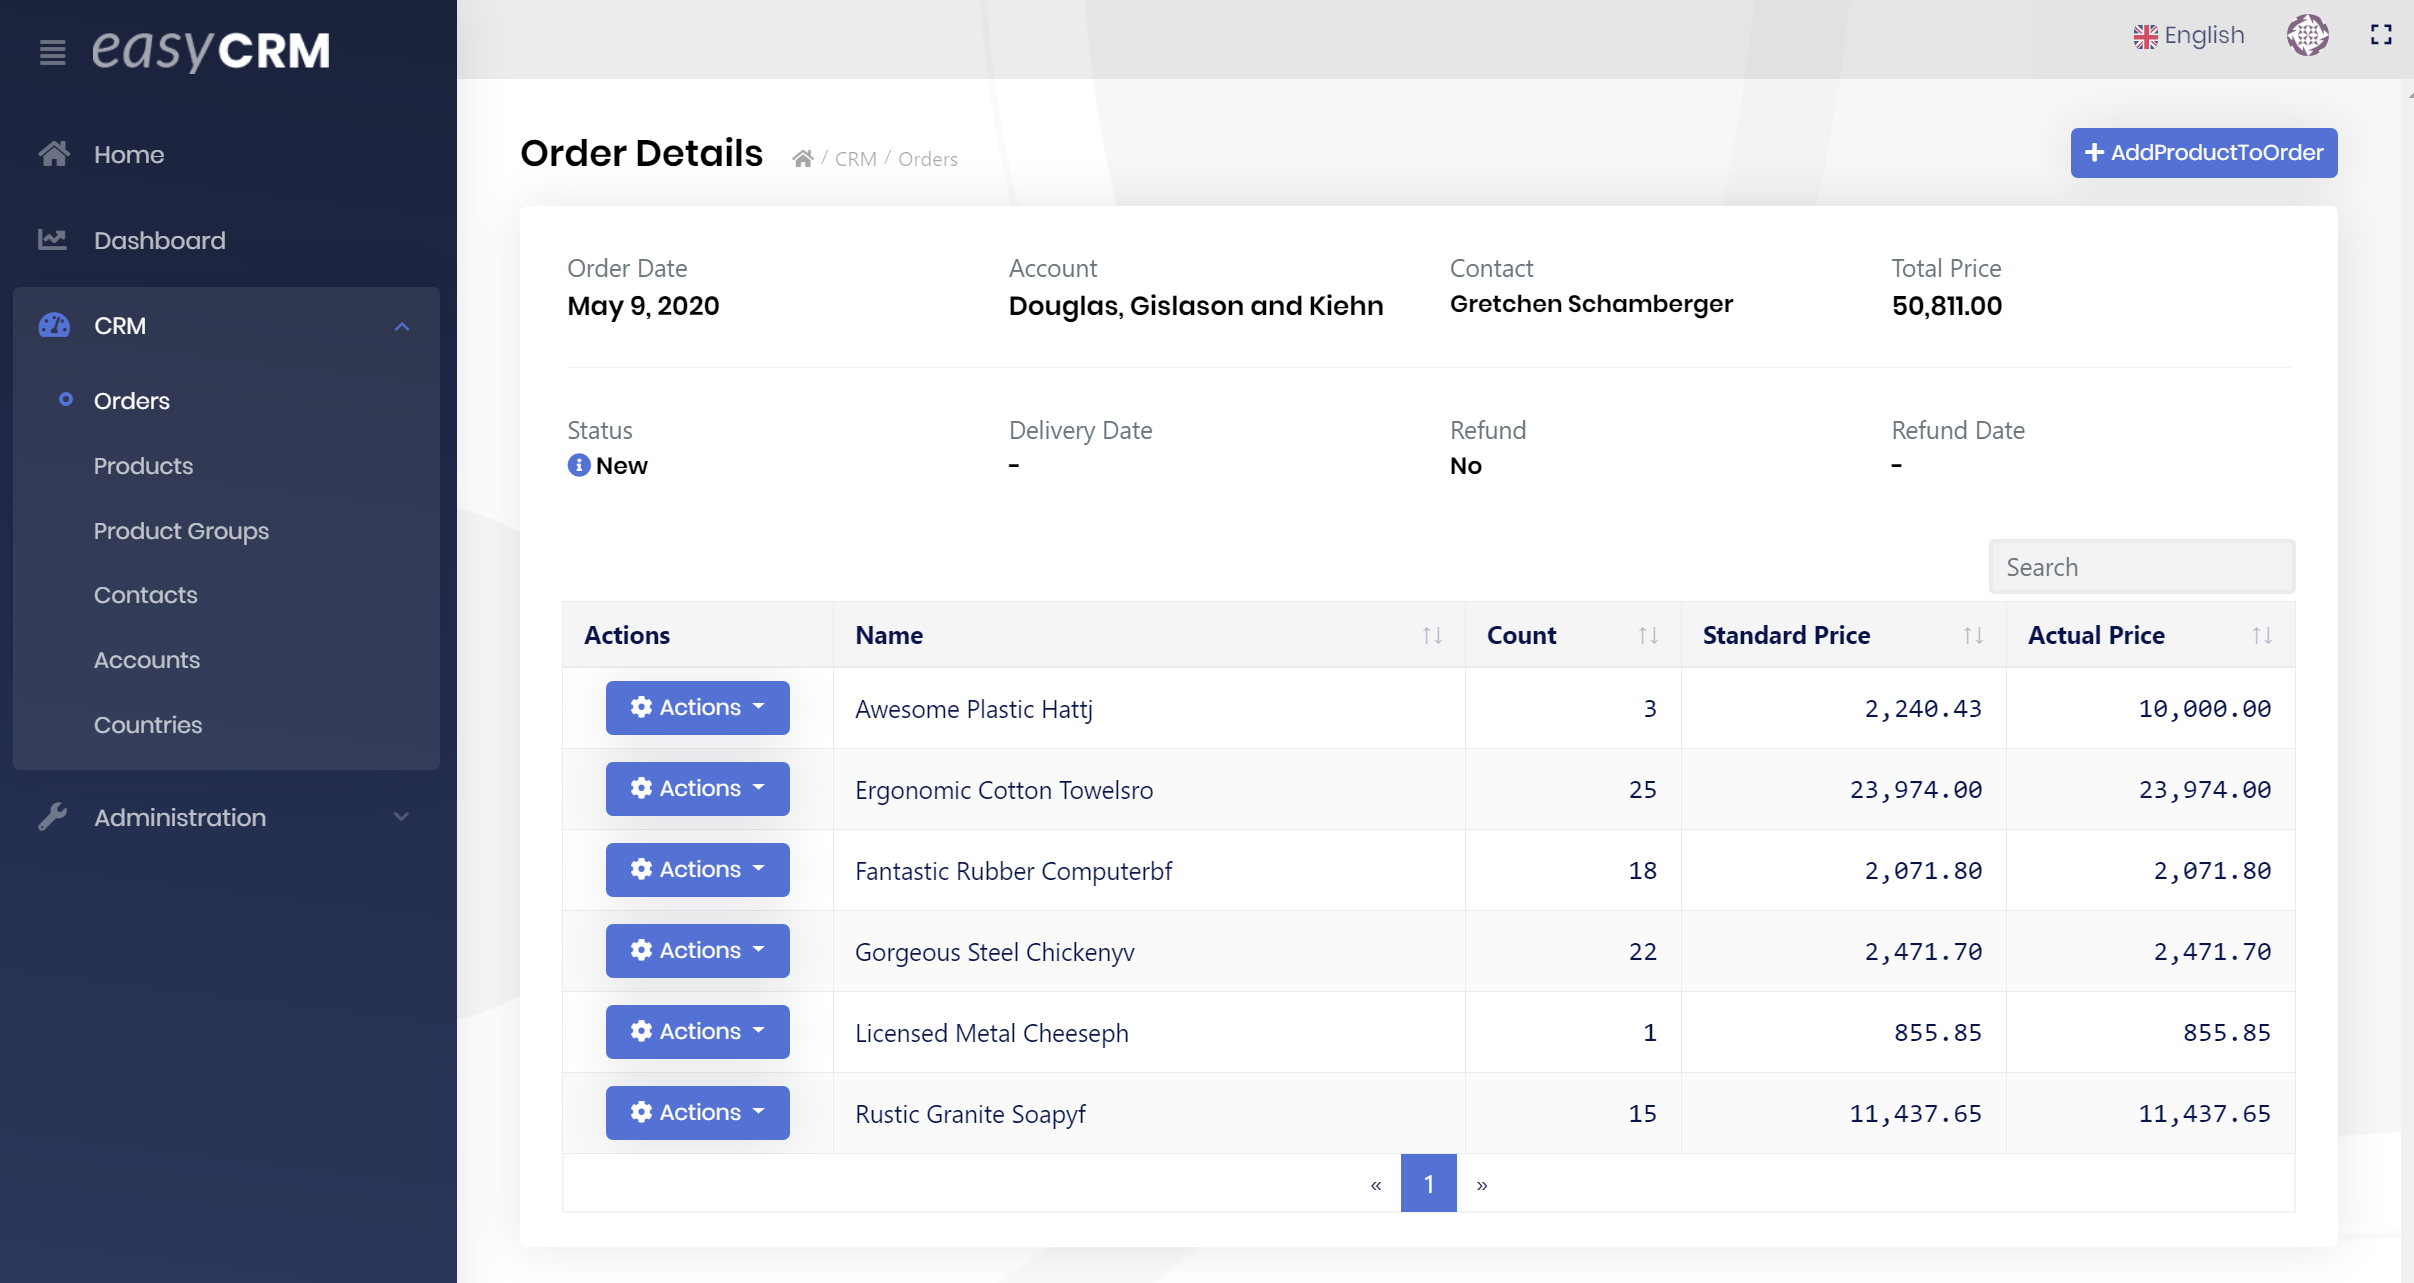 easyCRM
English
Home
Dashboard
CRM
Orders
Products
Product Groups
Contacts
Accounts
Countries
Administration
Order Details
/ CRM / Orders
+ AddProductToOrder
Order Date
May 9, 2020
Account
Douglas, Gislason and Kiehn
Contact
Gretchen Schamberger
Total Price
50,811.00
Status
New
Delivery Date
-
Refund
No
Refund Date
-
Search
Actions Name Count Standard Price Actual Price
Actions Awesome Plastic Hattj 3 2,240.43 10,000.00
Actions Ergonomic Cotton Towelsro 25 23,974.00 23,974.00
Actions Fantastic Rubber Computerbf 18 2,071.80 2,071.80
Actions Gorgeous Steel Chickenyv 22 2,471.70 2,471.70
Actions Licensed Metal Cheeseph 1 855.85 855.85
Actions Rustic Granite Soapyf 15 11,437.65 11,437.65
« 1 »